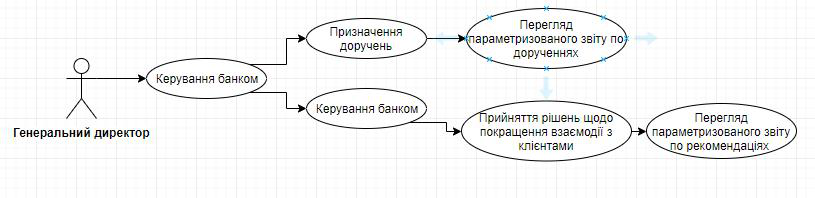 Генеральний директор
Керування банком
Призначення
доручень
Перегляд
параметризованого звіту по
дорученнях
Керування банком
Прийняття рішень щодо
покращення взаємодії з
клієнтами
Перегляд
параметризованого звіту
по рекомендаціях